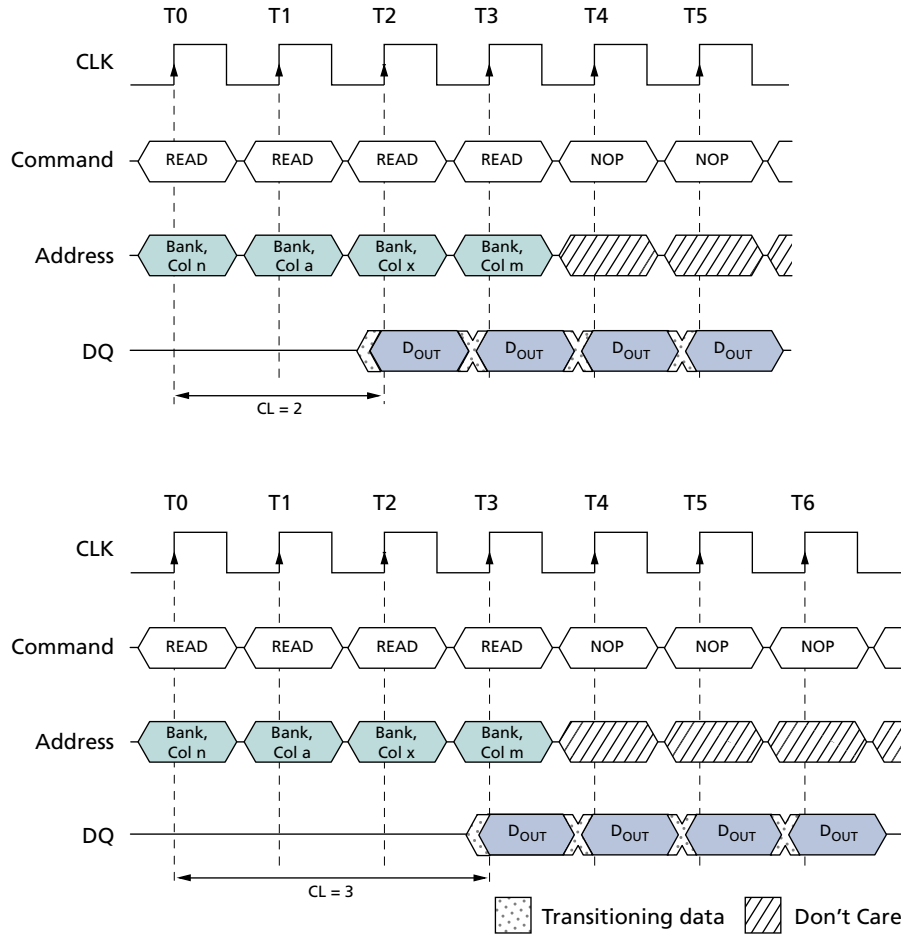 T0 T1 T2 T3 T4 T5
CLK
Command READ READ READ READ NOP NOP
Address Bank, Col n Bank, Col a Bank, Col x Bank, Col m
DQ DOUT DOUT DOUT DOUT
CL = 2
T0 T1 T2 T3 T4 T5 T6
CLK
Command READ READ READ READ NOP NOP NOP
Address Bank, Col n Bank, Col a Bank, Col x Bank, Col m
DQ DOUT DOUT DOUT DOUT
CL = 3
Transitioning data Don't Care